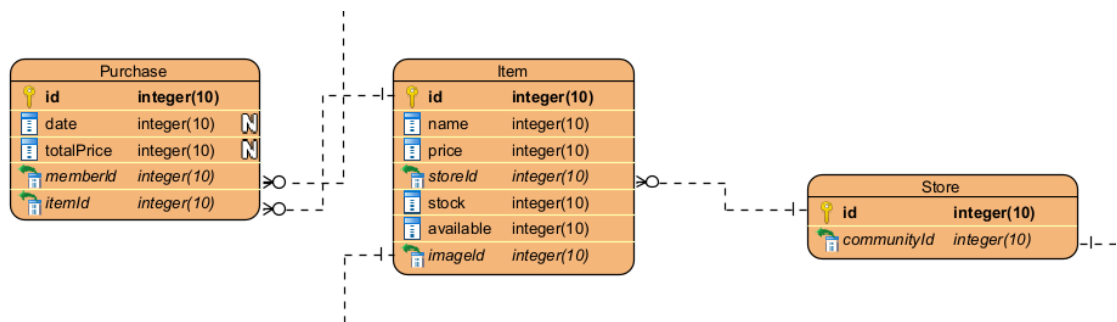 Purchase
id integer(10)
date integer(10) N
totalPrice integer(10) N
memberId integer(10)
itemId integer(10)
Item
id integer(10)
name integer(10)
price integer(10)
storeId integer(10)
stock integer(10)
available integer(10)
imageId integer(10)
Store
id integer(10)
communityId integer(10)